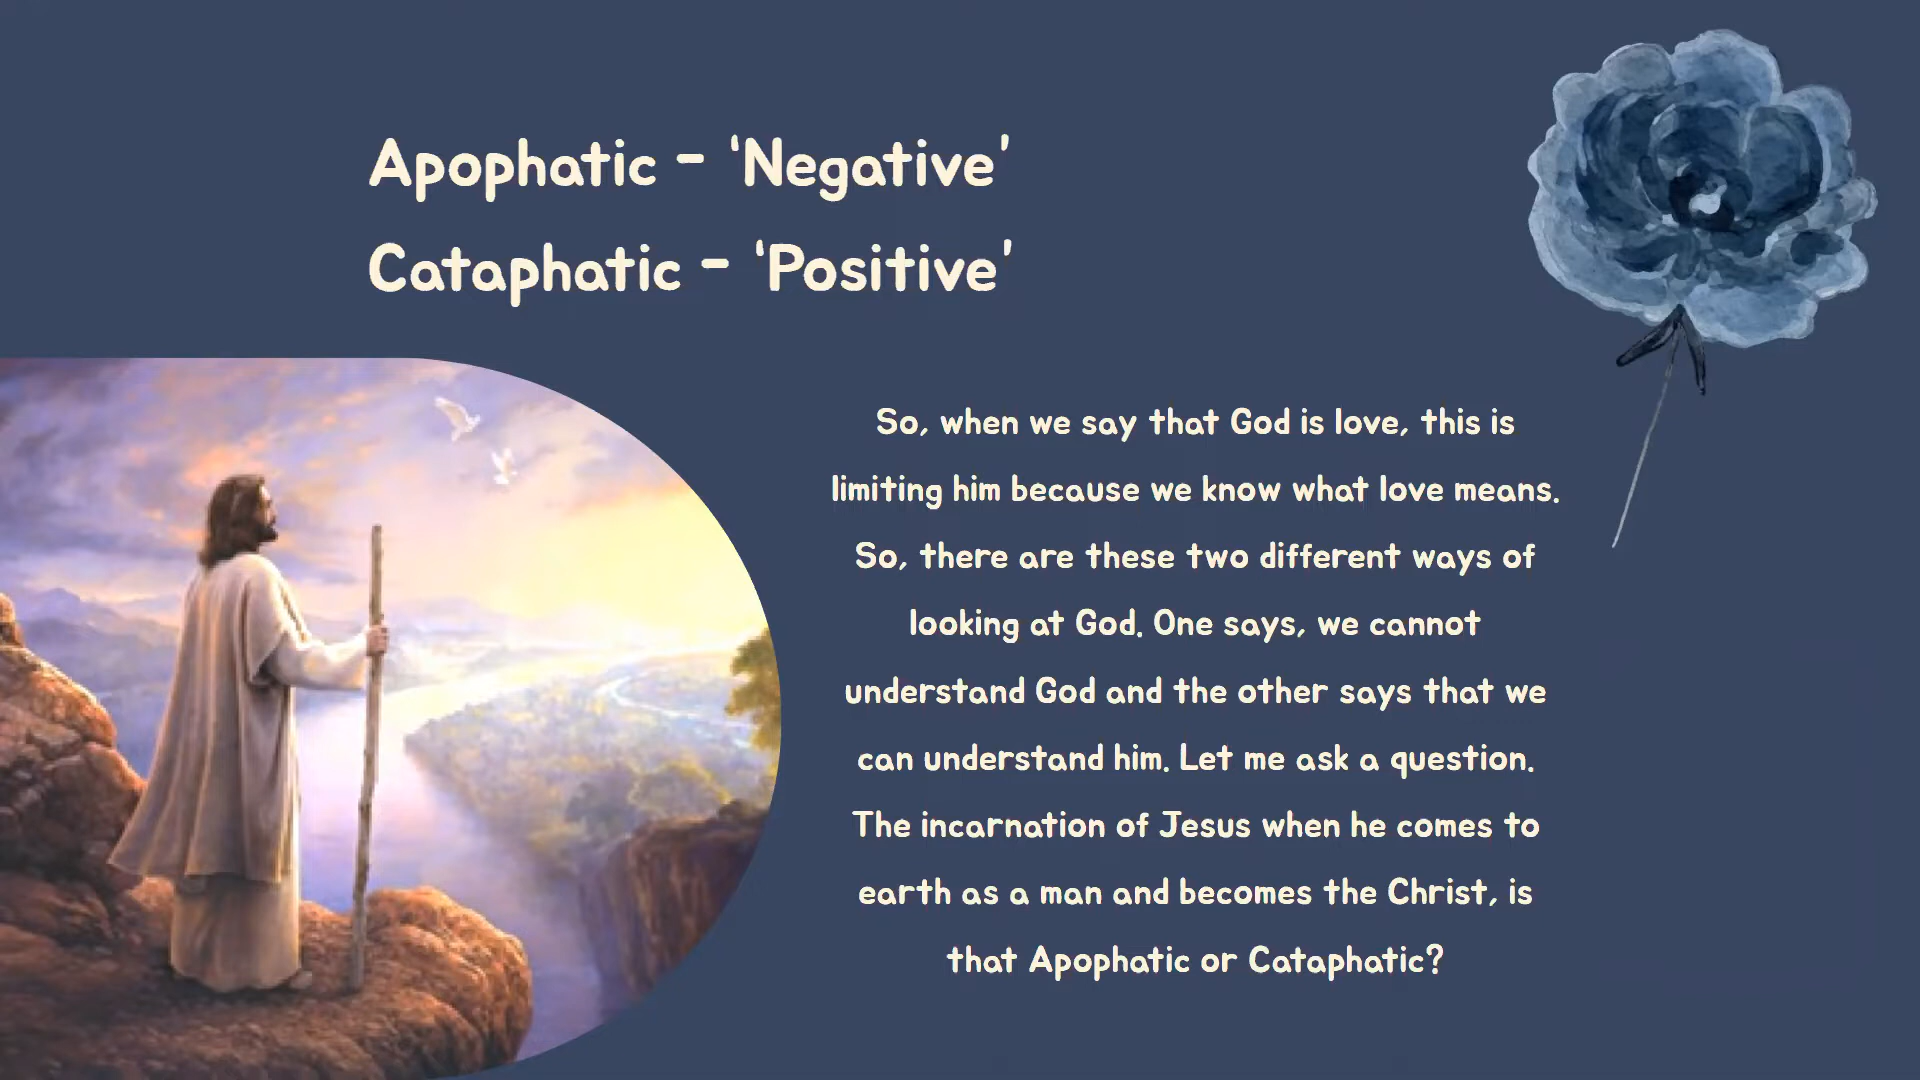 Apophatic - ‘Negative’
Cataphatic - ‘Positive’
So, when we say that God is love, this is
limiting him because we know what love means.
So, there are these two different ways of
looking at God. One says, we cannot
understand God and the other says that we
can understand him. Let me ask a question.
The incarnation of Jesus when he comes to
earth as a man and becomes the Christ, is
that Apophatic or Cataphatic?